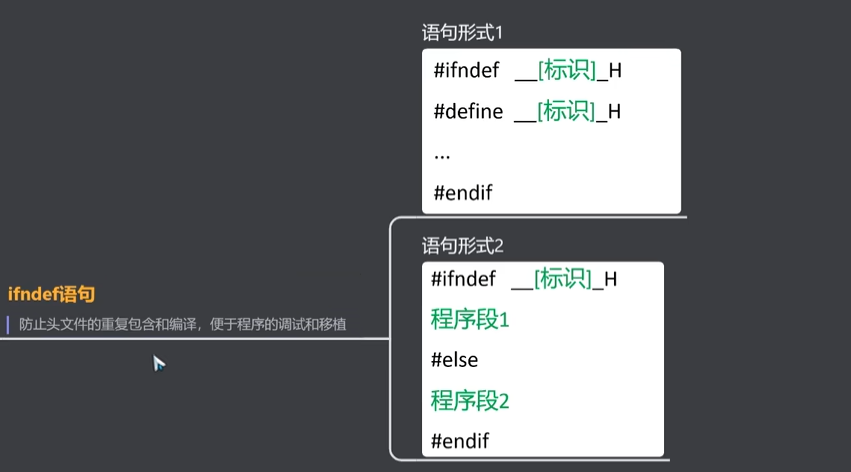 语句形式1
#ifndef __[标识]_H
#define __[标识]_H
...
#endif
语句形式2
#ifndef __[标识]_H
程序段1
#else
程序段2
#endif
ifndef语句
防止头文件的重复包含和编译，便于程序的调试和移植